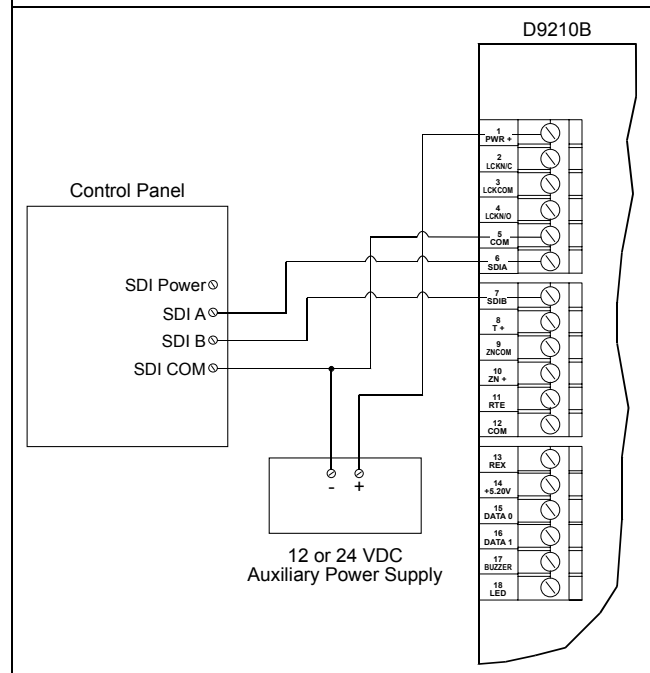 D9210B
Control Panel
SDI Power
SDI A
SDI B
SDI COM
- +
12 or 24 VDC
Auxiliary Power Supply
1
PWR +
2
LCKN/C
3
LCKCOM
4
LCKN/O
5
COM
6
SDIA
7
SDIB
8
T +
9
ZNCOM
10
ZN +
11
RTE
12
COM
13
REX
14
+5.20V
15
DATA 0
16
DATA 1
17
BUZZER
18
LED